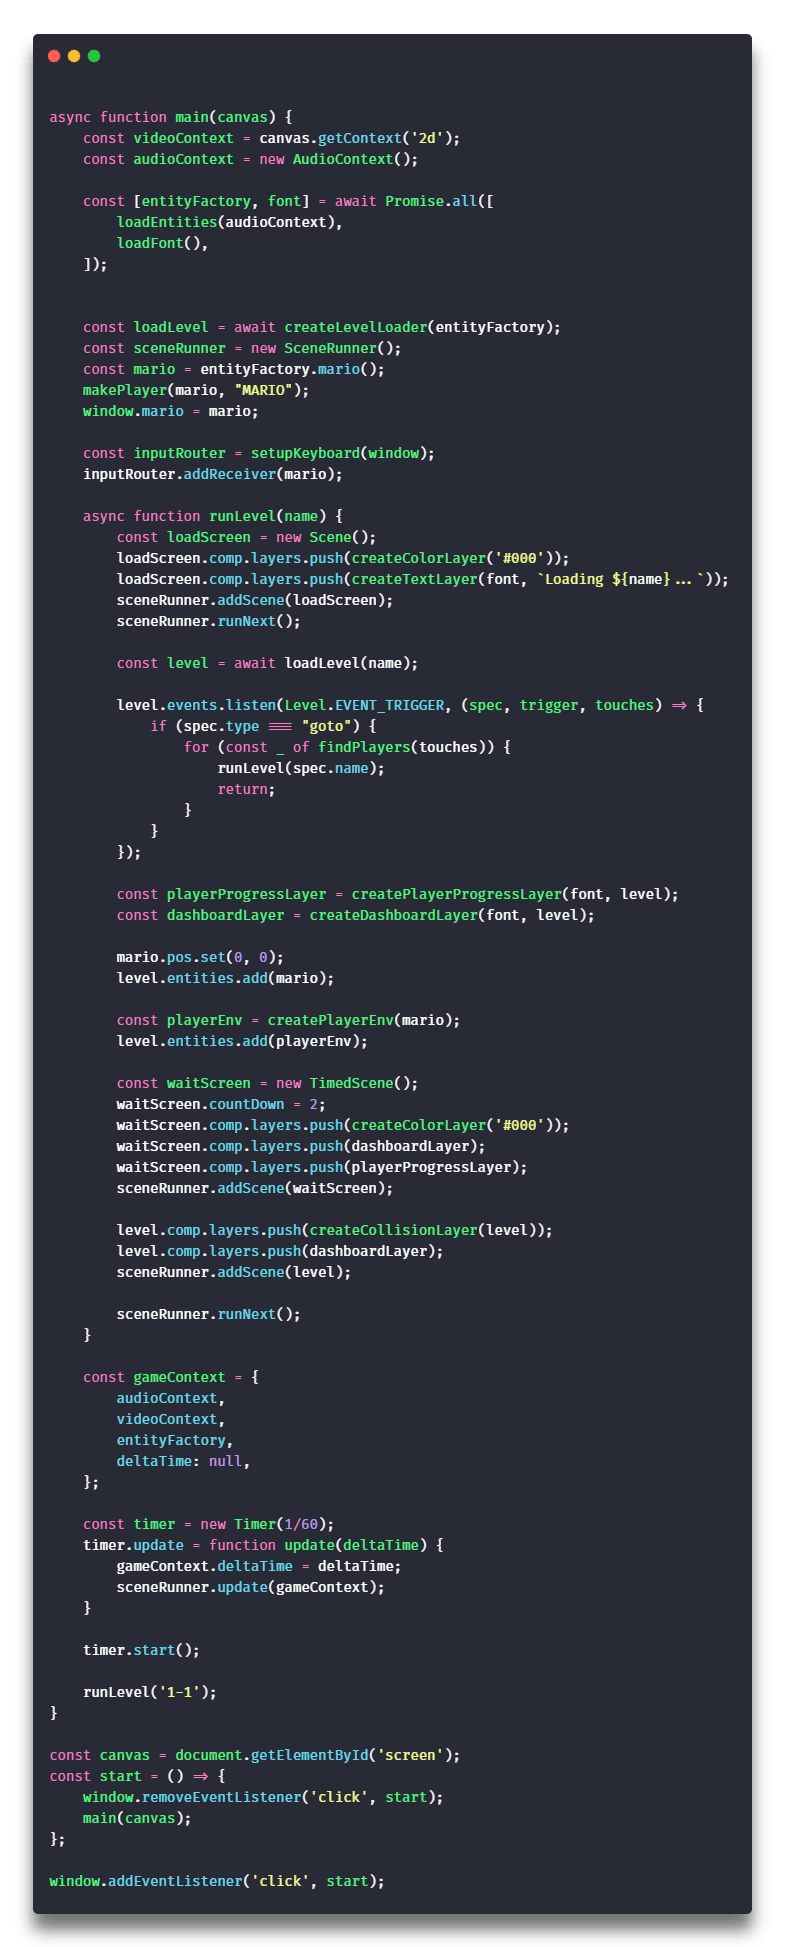 async function main(canvas) {
    const videoContext = canvas.getContext('2d');
    const audioContext = new AudioContext();

    const [entityFactory, font] = await Promise.all([
        loadEntities(audioContext),
        loadFont(),
    ]);


    const loadLevel = await createLevelLoader(entityFactory);
    const sceneRunner = new SceneRunner();
    const mario = entityFactory.mario();
    makePlayer(mario, "MARIO");
    window.mario = mario;

    const inputRouter = setupKeyboard(window);
    inputRouter.addReceiver(mario);

    async function runLevel(name) {
        const loadScreen = new Scene();
        loadScreen.comp.layers.push(createColorLayer('#000'));
        loadScreen.comp.layers.push(createTextLayer(font, `Loading ${name}...`));
        sceneRunner.addScene(loadScreen);
        sceneRunner.runNext();

        const level = await loadLevel(name);

        level.events.listen(Level.EVENT_TRIGGER, (spec, trigger, touches) => {
            if (spec.type === "goto") {
                for (const _ of findPlayers(touches)) {
                    runLevel(spec.name);
                    return;
                }
            }
        });

        const playerProgressLayer = createPlayerProgressLayer(font, level);
        const dashboardLayer = createDashboardLayer(font, level);

        mario.pos.set(0, 0);
        level.entities.add(mario);

        const playerEnv = createPlayerEnv(mario);
        level.entities.add(playerEnv);

        const waitScreen = new TimedScene();
        waitScreen.countDown = 2;
        waitScreen.comp.layers.push(createColorLayer('#000'));
        waitScreen.comp.layers.push(dashboardLayer);
        waitScreen.comp.layers.push(playerProgressLayer);
        sceneRunner.addScene(waitScreen);

        level.comp.layers.push(createCollisionLayer(level));
        level.comp.layers.push(dashboardLayer);
        sceneRunner.addScene(level);

        sceneRunner.runNext();
    }

    const gameContext = {
        audioContext,
        videoContext,
        entityFactory,
        deltaTime: null,
    };

    const timer = new Timer(1/60);
    timer.update = function update(deltaTime) {
        gameContext.deltaTime = deltaTime;
        sceneRunner.update(gameContext);
    }

    timer.start();

    runLevel('1-1');
}

const canvas = document.getElementById('screen');
const start = () => {
    window.removeEventListener('click', start);
    main(canvas);
};

window.addEventListener('click', start);